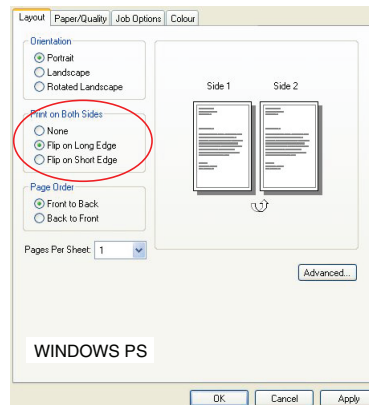 Layout Paper/Quality Job Options Colour
Orientation
Portrait
Landscape
Rotated Landscape
Print on Both Sides
None
Flip on Long Edge
Flip on Short Edge
Page Order
Front to Back
Back to Front
Pages Per Sheet: 1
Side 1 Side 2
Advanced...
WINDOWS PS
OK Cancel Apply